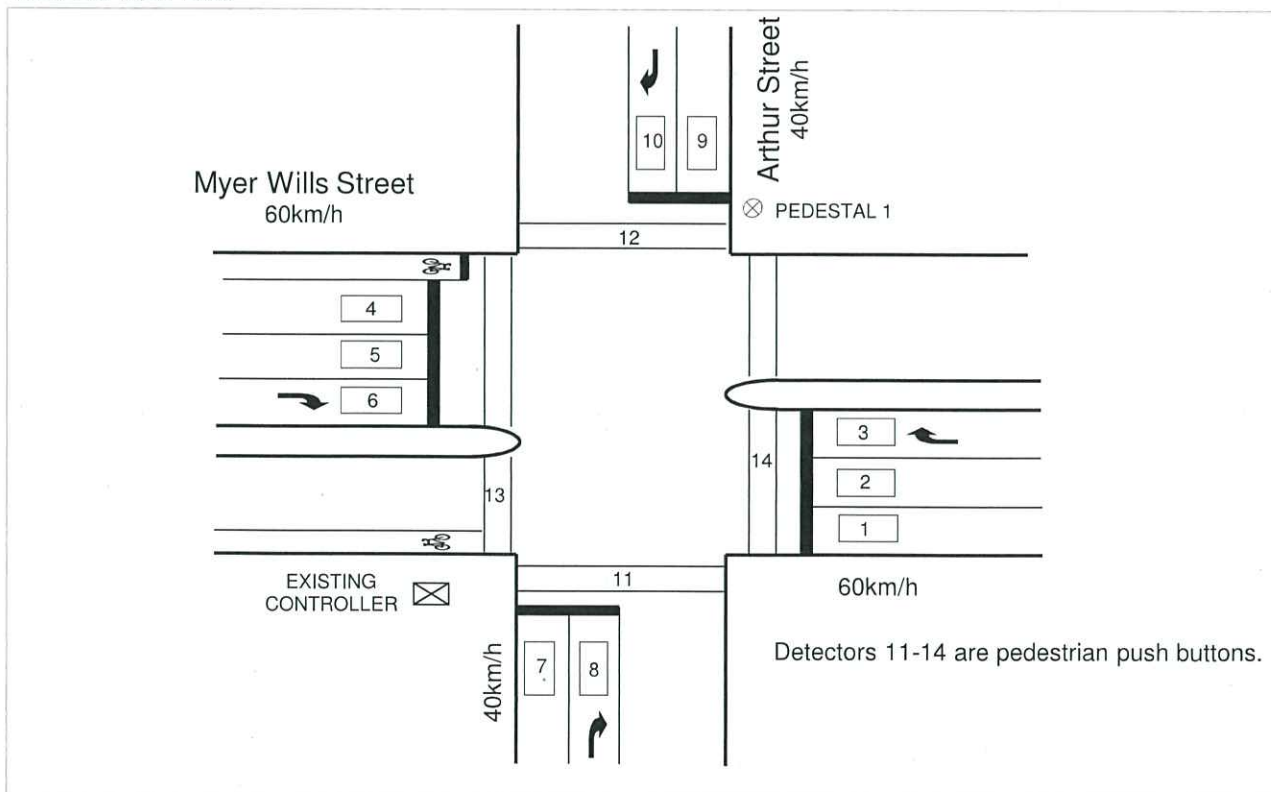 Arthur Street
40km/h
10
9
Myer Wills Street
60km/h
PEDESTAL 1
12
4
5
6
3
2
1
14
13
11
EXISTING
CONTROLLER
60km/h
40km/h
7
8
Detectors 11-14 are pedestrian push buttons.